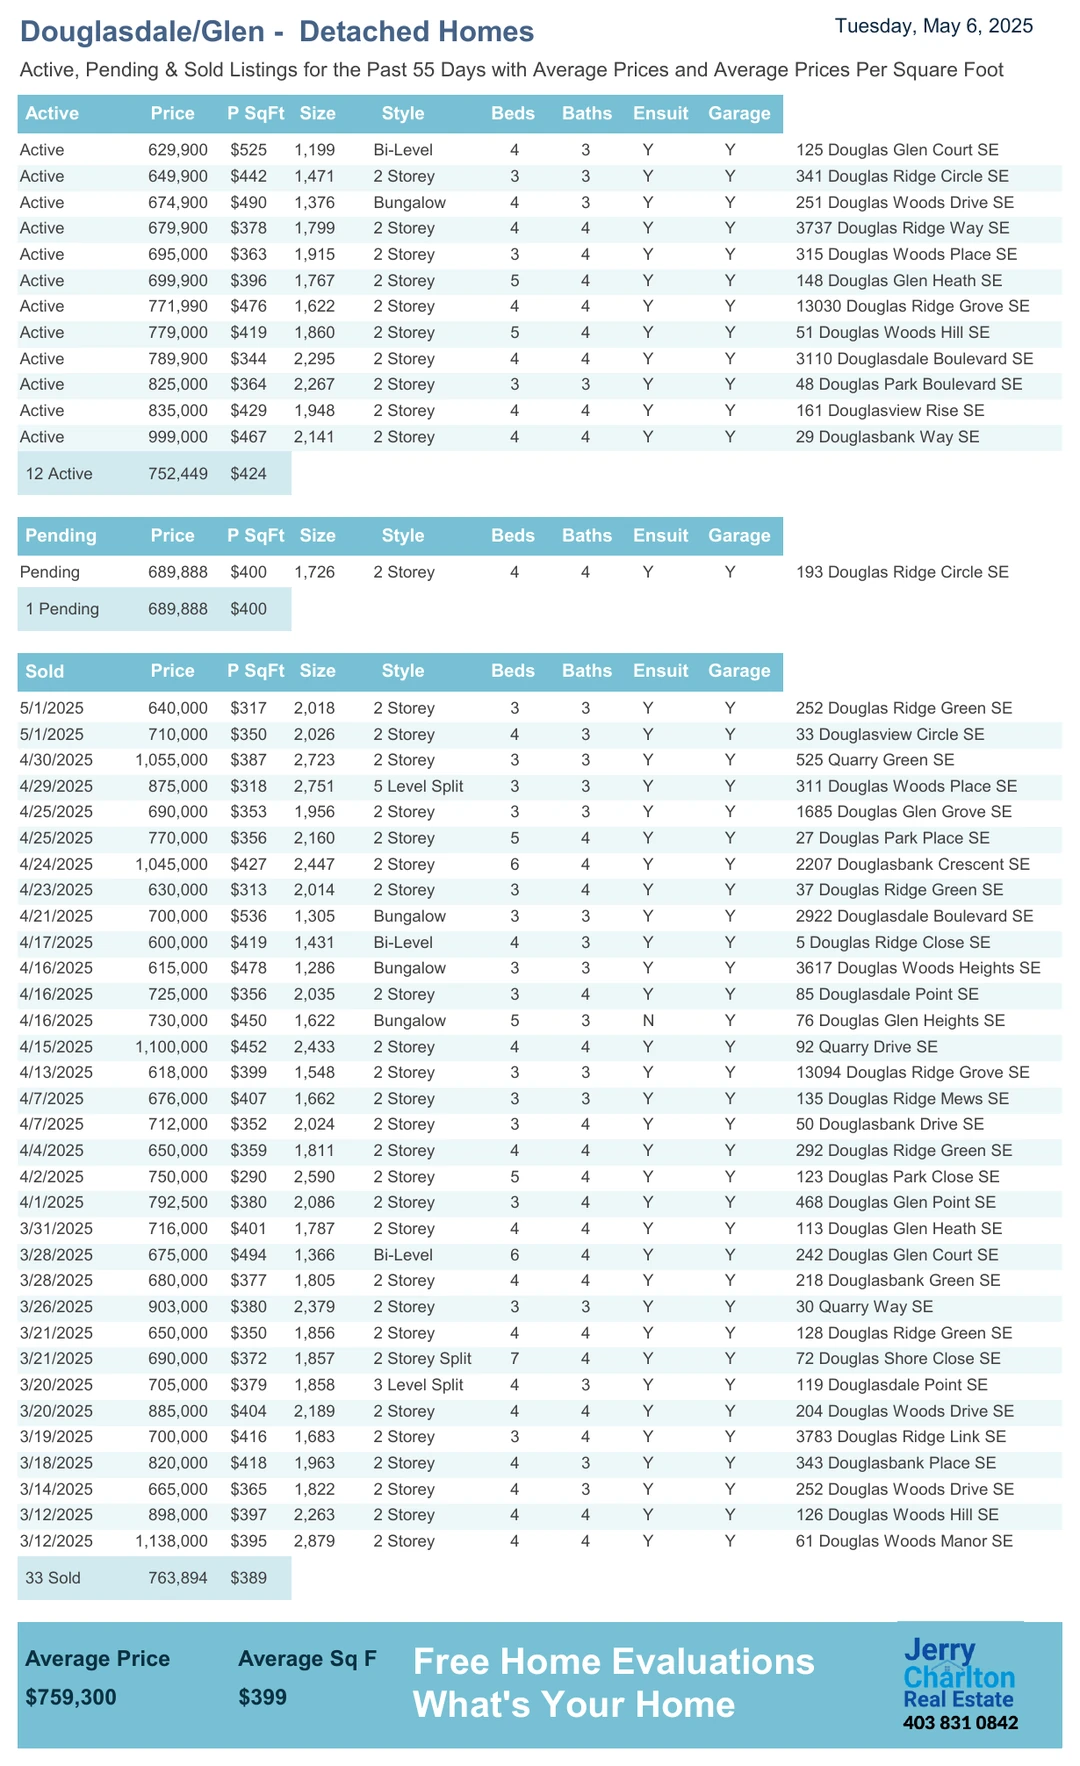 Douglasdale/Glen - Detached Homes
Tuesday, May 6, 2025
Active, Pending & Sold Listings for the Past 55 Days with Average Prices and Average Prices Per Square Foot
Active Price P SqFt Size Style Beds Baths Ensuit Garage
Active 629,900 $525 1,199 Bi-Level 4 3 Y Y 125 Douglas Glen Court SE
Active 649,900 $442 1,471 2 Storey 3 3 Y Y 341 Douglas Ridge Circle SE
Active 674,900 $490 1,376 Bungalow 4 3 Y Y 251 Douglas Woods Drive SE
Active 679,900 $378 1,799 2 Storey 4 4 Y Y 3737 Douglas Ridge Way SE
Active 695,000 $363 1,915 2 Storey 3 4 Y Y 315 Douglas Woods Place SE
Active 699,900 $396 1,767 2 Storey 5 4 Y Y 148 Douglas Glen Heath SE
Active 771,990 $476 1,622 2 Storey 4 4 Y Y 13030 Douglas Ridge Grove SE
Active 779,000 $419 1,860 2 Storey 5 4 Y Y 51 Douglas Woods Hill SE
Active 789,900 $344 2,295 2 Storey 4 4 Y Y 3110 Douglasdale Boulevard SE
Active 825,000 $364 2,267 2 Storey 3 3 Y Y 48 Douglas Park Boulevard SE
Active 835,000 $429 1,948 2 Storey 4 4 Y Y 161 Douglasview Rise SE
Active 999,000 $467 2,141 2 Storey 4 4 Y Y 29 Douglasbank Way SE
12 Active 752,449 $424
Pending Price P SqFt Size Style Beds Baths Ensuit Garage
Pending 689,888 $400 1,726 2 Storey 4 4 Y Y 193 Douglas Ridge Circle SE
1 Pending 689,888 $400
Sold Price P SqFt Size Style Beds Baths Ensuit Garage
5/1/2025 640,000 $317 2,018 2 Storey 3 3 Y Y 252 Douglas Ridge Green SE
5/1/2025 710,000 $350 2,026 2 Storey 4 3 Y Y 33 Douglasview Circle SE
4/30/2025 1,055,000 $387 2,723 2 Storey 3 3 Y Y 525 Quarry Green SE
4/29/2025 875,000 $318 2,751 5 Level Split 3 3 Y Y 311 Douglas Woods Place SE
4/25/2025 690,000 $353 1,956 2 Storey 3 3 Y Y 1685 Douglas Glen Grove SE
4/25/2025 770,000 $356 2,160 2 Storey 5 4 Y Y 27 Douglas Park Place SE
4/24/2025 1,045,000 $427 2,447 2 Storey 6 4 Y Y 2207 Douglasbank Crescent SE
4/23/2025 630,000 $313 2,014 2 Storey 3 4 Y Y 37 Douglas Ridge Green SE
4/21/2025 700,000 $536 1,305 Bungalow 3 3 Y Y 2922 Douglasdale Boulevard SE
4/17/2025 600,000 $419 1,431 Bi-Level 4 3 Y Y 5 Douglas Ridge Close SE
4/16/2025 615,000 $478 1,286 Bungalow 3 3 Y Y 3617 Douglas Woods Heights SE
4/16/2025 725,000 $356 2,035 2 Storey 3 4 Y Y 85 Douglasdale Point SE
4/16/2025 730,000 $450 1,622 Bungalow 5 3 N Y 76 Douglas Glen Heights SE
4/15/2025 1,100,000 $452 2,433 2 Storey 4 4 Y Y 92 Quarry Drive SE
4/13/2025 618,000 $399 1,548 2 Storey 3 3 Y Y 13094 Douglas Ridge Grove SE
4/7/2025 676,000 $407 1,662 2 Storey 3 3 Y Y 135 Douglas Ridge Mews SE
4/7/2025 712,000 $352 2,024 2 Storey 3 4 Y Y 50 Douglasbank Drive SE
4/4/2025 650,000 $359 1,811 2 Storey 4 4 Y Y 292 Douglas Ridge Green SE
4/2/2025 750,000 $290 2,590 2 Storey 5 4 Y Y 123 Douglas Park Close SE
4/1/2025 792,500 $380 2,086 2 Storey 3 4 Y Y 468 Douglas Glen Point SE
3/31/2025 716,000 $401 1,787 2 Storey 4 4 Y Y 113 Douglas Glen Heath SE
3/28/2025 675,000 $494 1,366 Bi-Level 6 4 Y Y 242 Douglas Glen Court SE
3/28/2025 680,000 $377 1,805 2 Storey 4 4 Y Y 218 Douglasbank Green SE
3/26/2025 903,000 $380 2,379 2 Storey 3 3 Y Y 30 Quarry Way SE
3/21/2025 650,000 $350 1,856 2 Storey 4 4 Y Y 128 Douglas Ridge Green SE
3/21/2025 690,000 $372 1,857 2 Storey Split 7 4 Y Y 72 Douglas Shore Close SE
3/20/2025 705,000 $379 1,858 3 Level Split 4 3 Y Y 119 Douglasdale Point SE
3/20/2025 885,000 $404 2,189 2 Storey 4 4 Y Y 204 Douglas Woods Drive SE
3/19/2025 700,000 $416 1,683 2 Storey 3 4 Y Y 3783 Douglas Ridge Link SE
3/18/2025 820,000 $418 1,963 2 Storey 4 3 Y Y 343 Douglasbank Place SE
3/14/2025 665,000 $365 1,822 2 Storey 4 3 Y Y 252 Douglas Woods Drive SE
3/12/2025 898,000 $397 2,263 2 Storey 4 4 Y Y 126 Douglas Woods Hill SE
3/12/2025 1,138,000 $395 2,879 2 Storey 4 4 Y Y 61 Douglas Woods Manor SE
33 Sold 763,894 $389
Average Price Average Sq F
$759,300 $399
Free Home Evaluations
What's Your Home
Jerry
Charlton
Real Estate
403 831 0842